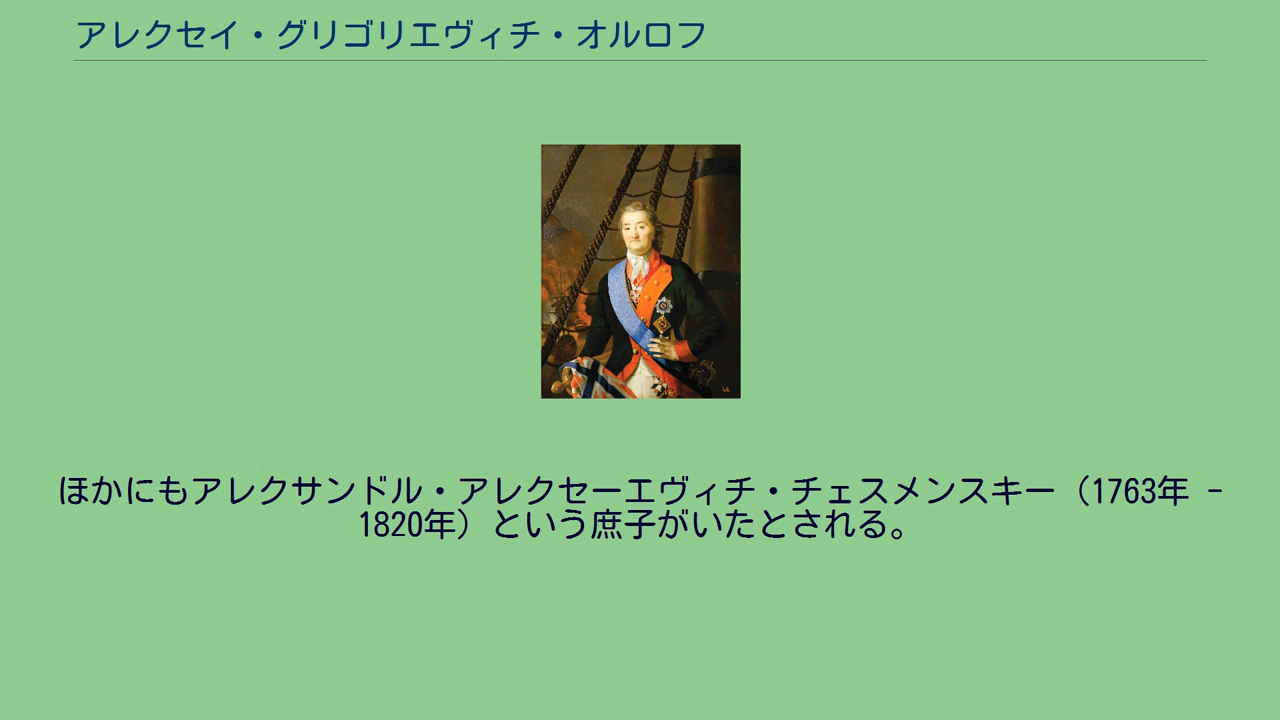 アレクセイ・グリゴリエヴィチ・オルロフ
ほかにもアレクサンドル・アレクセーエヴィチ・チェスメンスキー（1763年 -
1820年）という庶子がいたとされる。